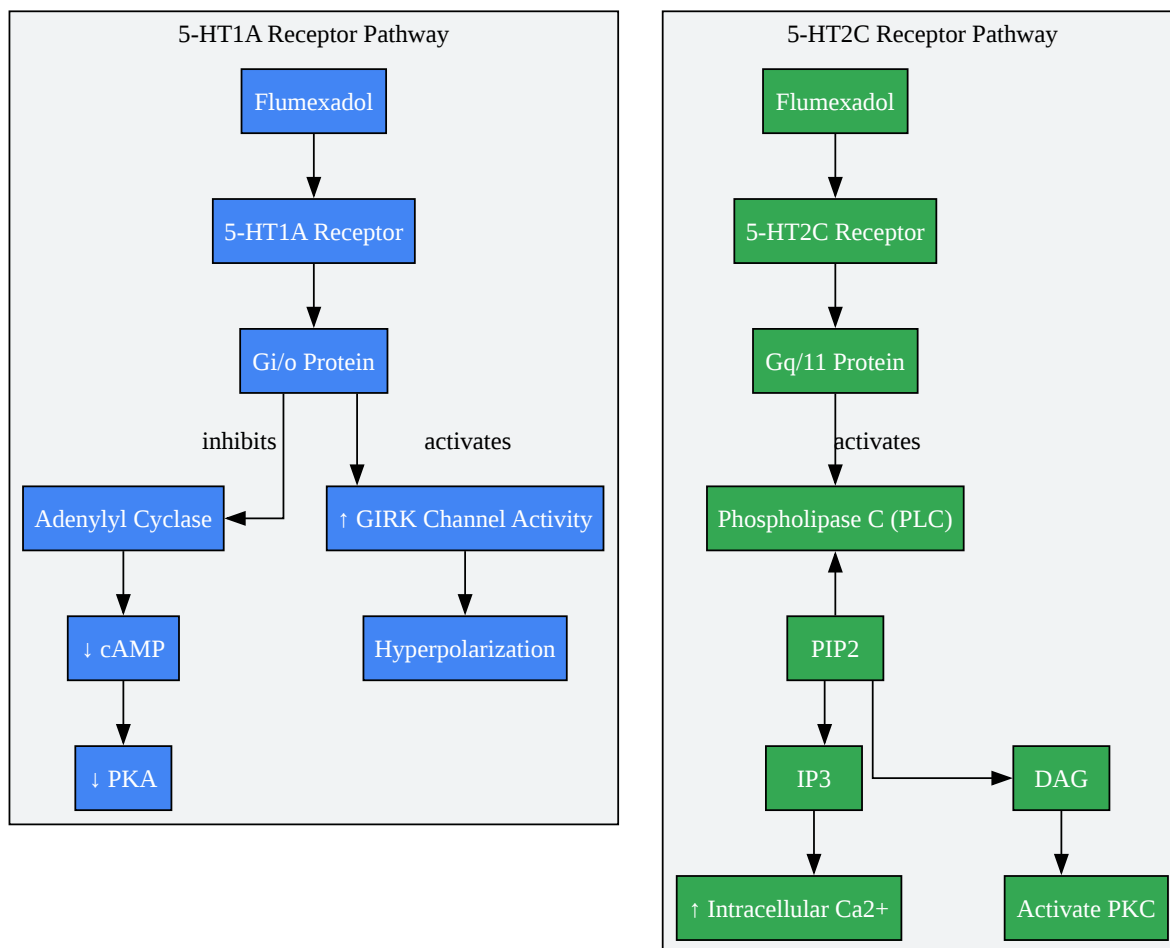 5-HT1A Receptor Pathway
Flumexadol
5-HT1A Receptor
Gi/o Protein
inhibits
activates
Adenylyl Cyclase
↑ GIRK Channel Activity
↓ cAMP
Hyperpolarization
↓ PKA
5-HT2C Receptor Pathway
Flumexadol
5-HT2C Receptor
Gq/11 Protein
activates
Phospholipase C (PLC)
PIP2
IP3
DAG
↑ Intracellular Ca2+
Activate PKC